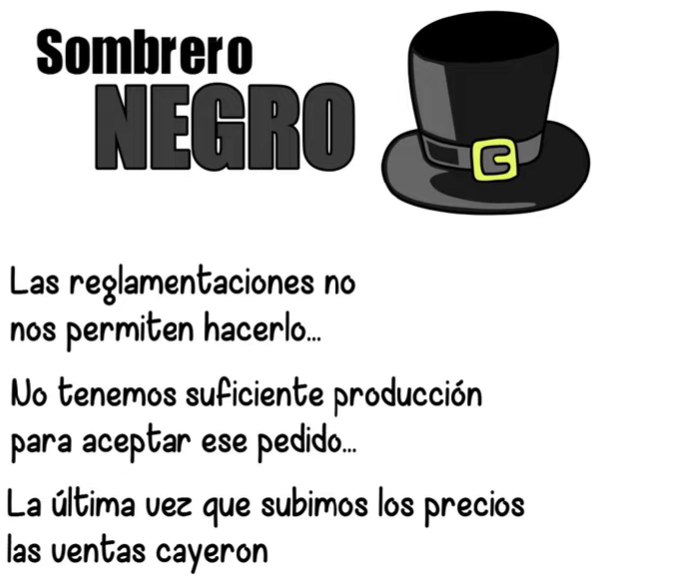 Sombrero
NEGRO
Las reglamentaciones no
nos permiten hacerlo...
No tenemos suficiente producción
para aceptar ese pedido...
La última vez que subimos los precios
las ventas cayeron